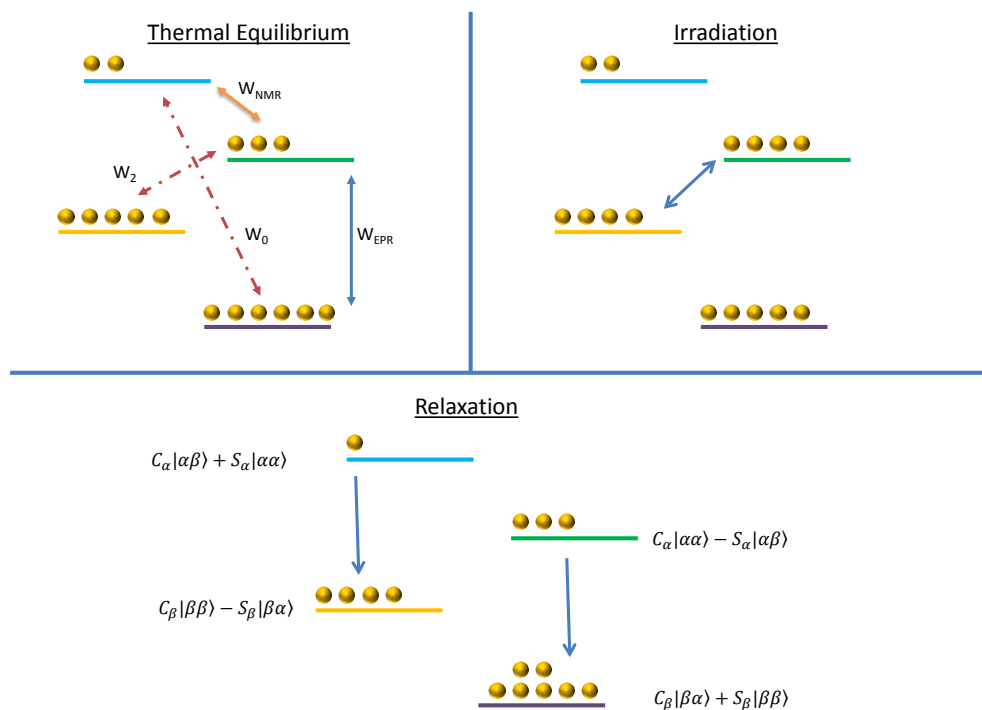 Thermal Equilibrium
Irradiation
W_NMR
W_2
W_0
W_EPR
Relaxation
C_α|αβ⟩ + S_α|αα⟩
C_α|αα⟩ − S_α|αβ⟩
C_β|ββ⟩ − S_β|βα⟩
C_β|βα⟩ + S_β|ββ⟩